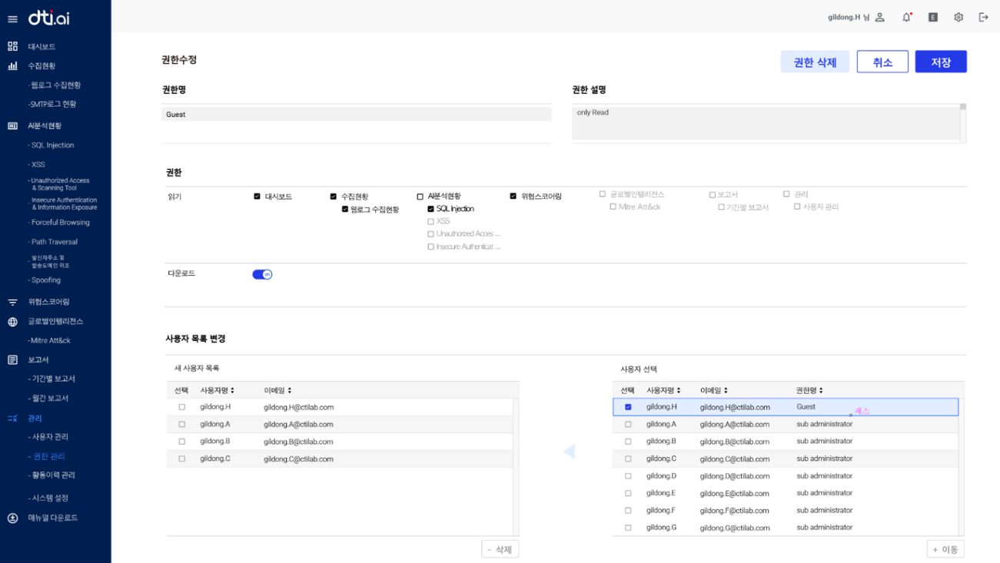 dti.ai
gildong.H 님
E
대시보드
수집현황
- 웹로그 수집현황
-SMTP로그 현황
AI
AI분석현황
- SQL Injection
- XSS
- Unauthorized Access
& Scanning Tool
- Insecure Authentication
& Information Exposure
- Forceful Browsing
- Path Traversal
- 발신자주소 및
발송도메인 위조
- Spoofing
위협스코어링
글로벌인텔리전스
-Mitre Att&ck
보고서
- 기간별 보고서
- 월간 보고서
관리
- 사용자 관리
- 권한 관리
- 활동이력 관리
- 시스템 설정
매뉴얼 다운로드
권한수정
권한 삭제
취소
저장
권한명
권한 설명
Guest
only Read
권한
읽기
대시보드
수집현황
웹로그 수집현황
AI분석현황
SQL Injection
XSS
Unauthorized Acces ...
Insecure Authenticat ...
위협스코어링
글로벌인텔리전스
Mitre Att&ck
보고서
기간별 보고서
관리
사용자 관리
다운로드
on
사용자 목록 변경
새 사용자 목록
선택 사용자명 이메일
gildong.H gildong.H@ctilab.com
gildong.A gildong.A@ctilab.com
gildong.B gildong.B@ctilab.com
gildong.C gildong.C@ctilab.com
- 삭제
사용자 선택
선택 사용자명 이메일 권한명
gildong.H gildong.H@ctilab.com Guest
패스
gildong.A gildong.A@ctilab.com sub administrator
gildong.B gildong.B@ctilab.com sub administrator
gildong.C gildong.C@ctilab.com sub administrator
gildong.D gildong.D@ctilab.com sub administrator
gildong.E gildong.E@ctilab.com sub administrator
gildong.F gildong.F@ctilab.com sub administrator
gildong.G gildong.G@ctilab.com sub administrator
+ 이동